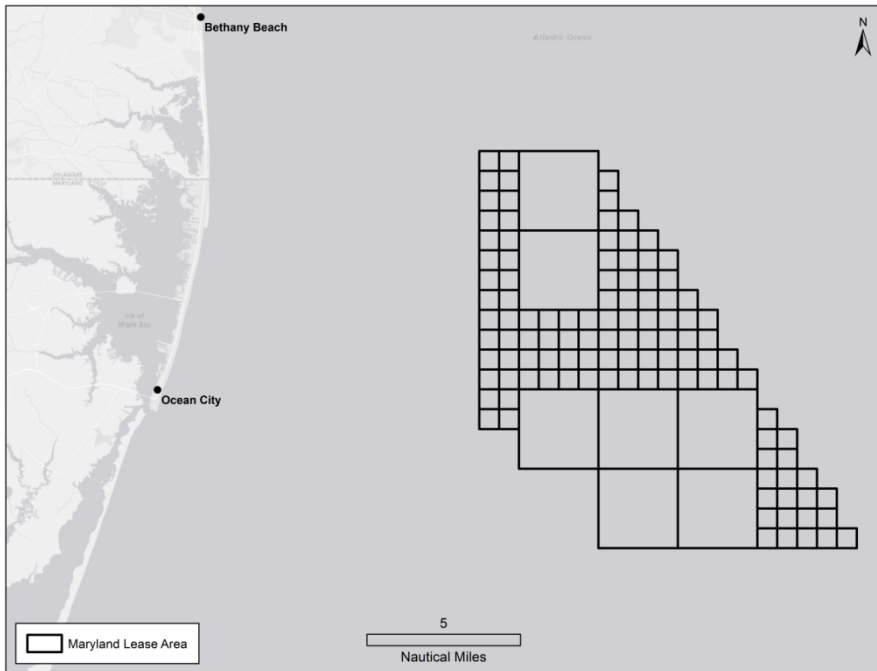 Bethany Beach
Atlantic Ocean
N
DELAWARE
MARYLAND
Isle of
Wight Bay
Ocean City
Maryland Lease Area
5
Nautical Miles